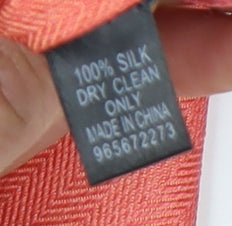 100% SILK
DRY CLEAN
ONLY
MADE IN CHINA
965672273